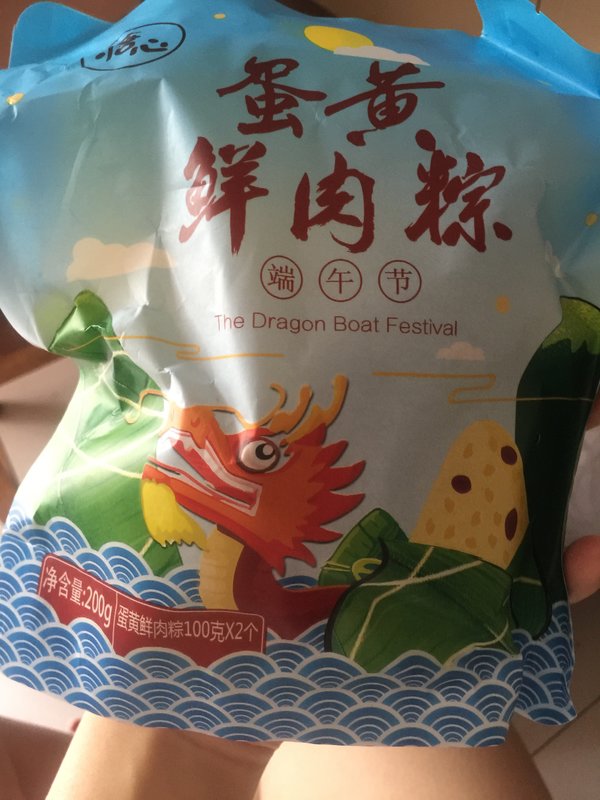 蛋黄
鲜肉粽
端午节
The Dragon Boat Festival
净含量:200g
蛋黄鲜肉粽100克X2个